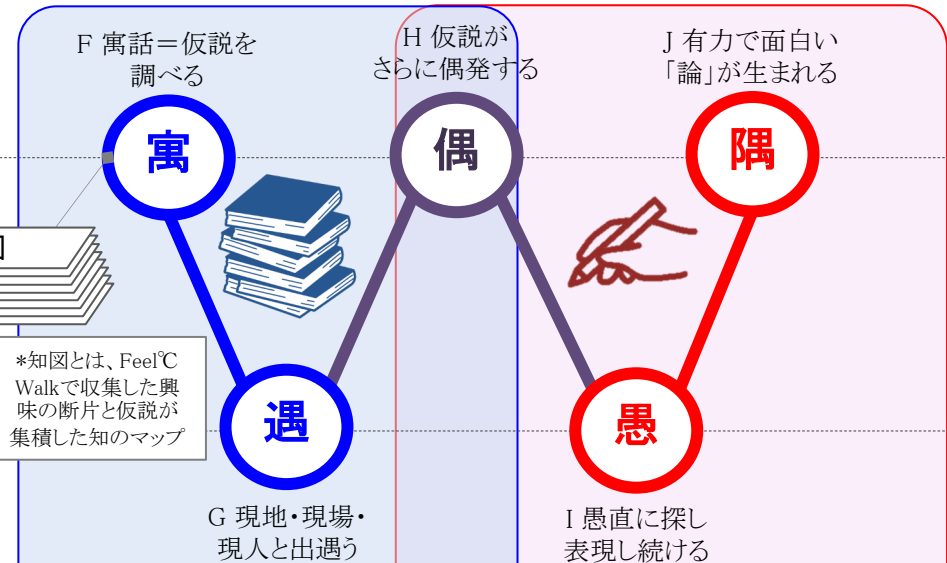 F 寓話＝仮説を
調べる
H 仮説が
さらに偶発する
J 有力で面白い
「論」が生まれる
寓
偶
隅
*知図とは、Feel℃
Walkで収集した興
味の断片と仮説が
集積した知のマップ
遇
愚
G 現地・現場・
現人と出遇う
I 愚直に探し
表現し続ける